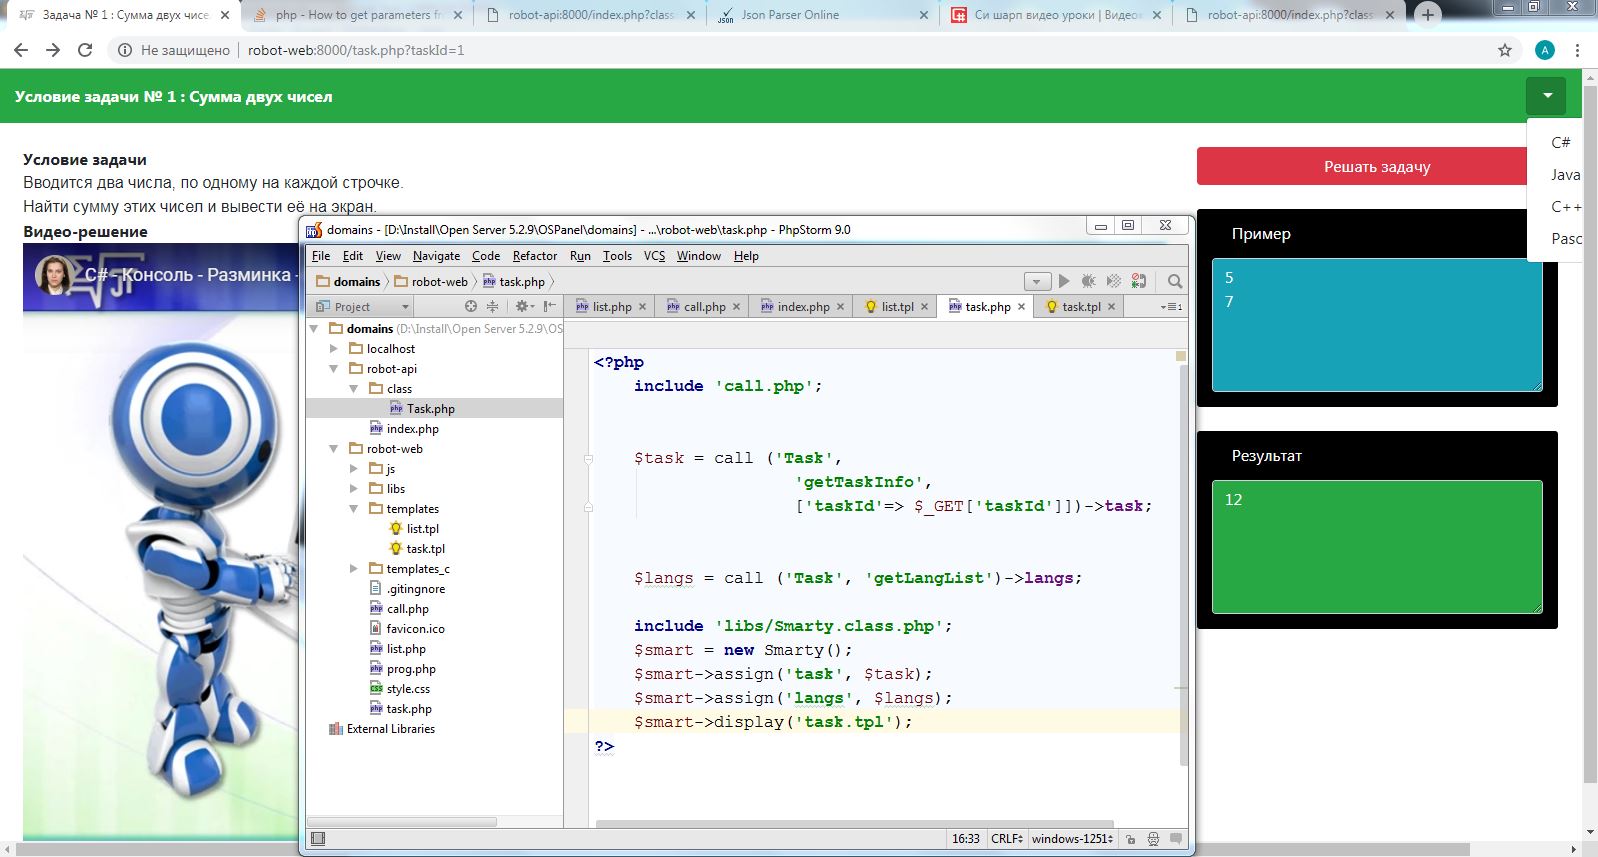 Задача № 1 : Сумма двух чисе
php - How to get parameters fr
robot-api:8000/index.php?class
Json Parser Online
Си шарп видео уроки | Видео
robot-api:8000/index.php?class
Не защищено
robot-web:8000/task.php?taskId=1
A
Условие задачи № 1 : Сумма двух чисел
C#
Java
C++
Pasc
Условие задачи
Вводится два числа, по одному на каждой строчке.
Найти сумму этих чисел и вывести её на экран.
Видео-решение
C# - Консоль - Разминка -
Решать задачу
Пример
5
7
Результат
12
domains - [D:\Install\Open Server 5.2.9\OSPanel\domains] - ...\robot-web\task.php - PhpStorm 9.0
File Edit View Navigate Code Refactor Run Tools VCS Window Help
domains robot-web task.php
Project
list.php call.php index.php list.tpl task.php task.tpl
domains (D:\Install\Open Server 5.2.9\OS
localhost
robot-api
class
Task.php
index.php
robot-web
js
libs
templates
list.tpl
task.tpl
templates_c
.gitingnore
call.php
favicon.ico
list.php
prog.php
style.css
task.php
External Libraries
<?php
include 'call.php';
$task = call ('Task',
'getTaskInfo',
['taskId'=> $_GET['taskId']])->task;
$langs = call ('Task', 'getLangList')->langs;
include 'libs/Smarty.class.php';
$smart = new Smarty();
$smart->assign('task', $task);
$smart->assign('langs', $langs);
$smart->display('task.tpl');
?>
16:33 CRLF windows-1251